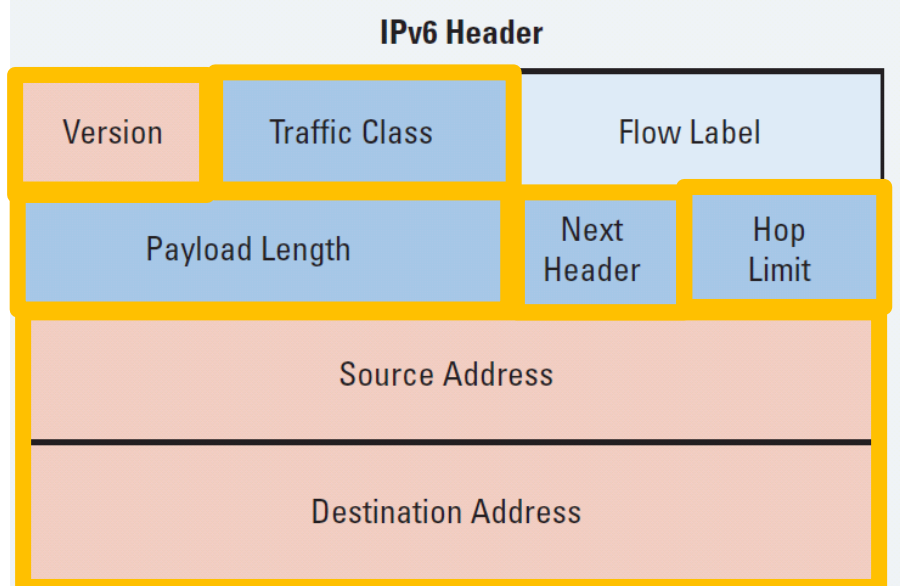 IPv6 Header
Version
Traffic Class
Flow Label
Payload Length
Next
Header
Hop
Limit
Source Address
Destination Address